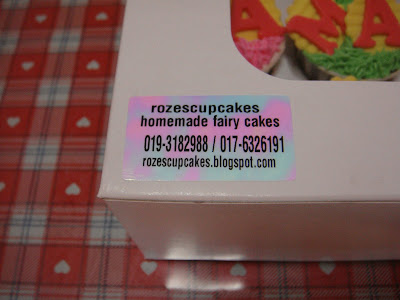 A M A
rozescupcakes
homemade fairy cakes
019-3182988 / 017-6326191
rozescupcakes.blogspot.com